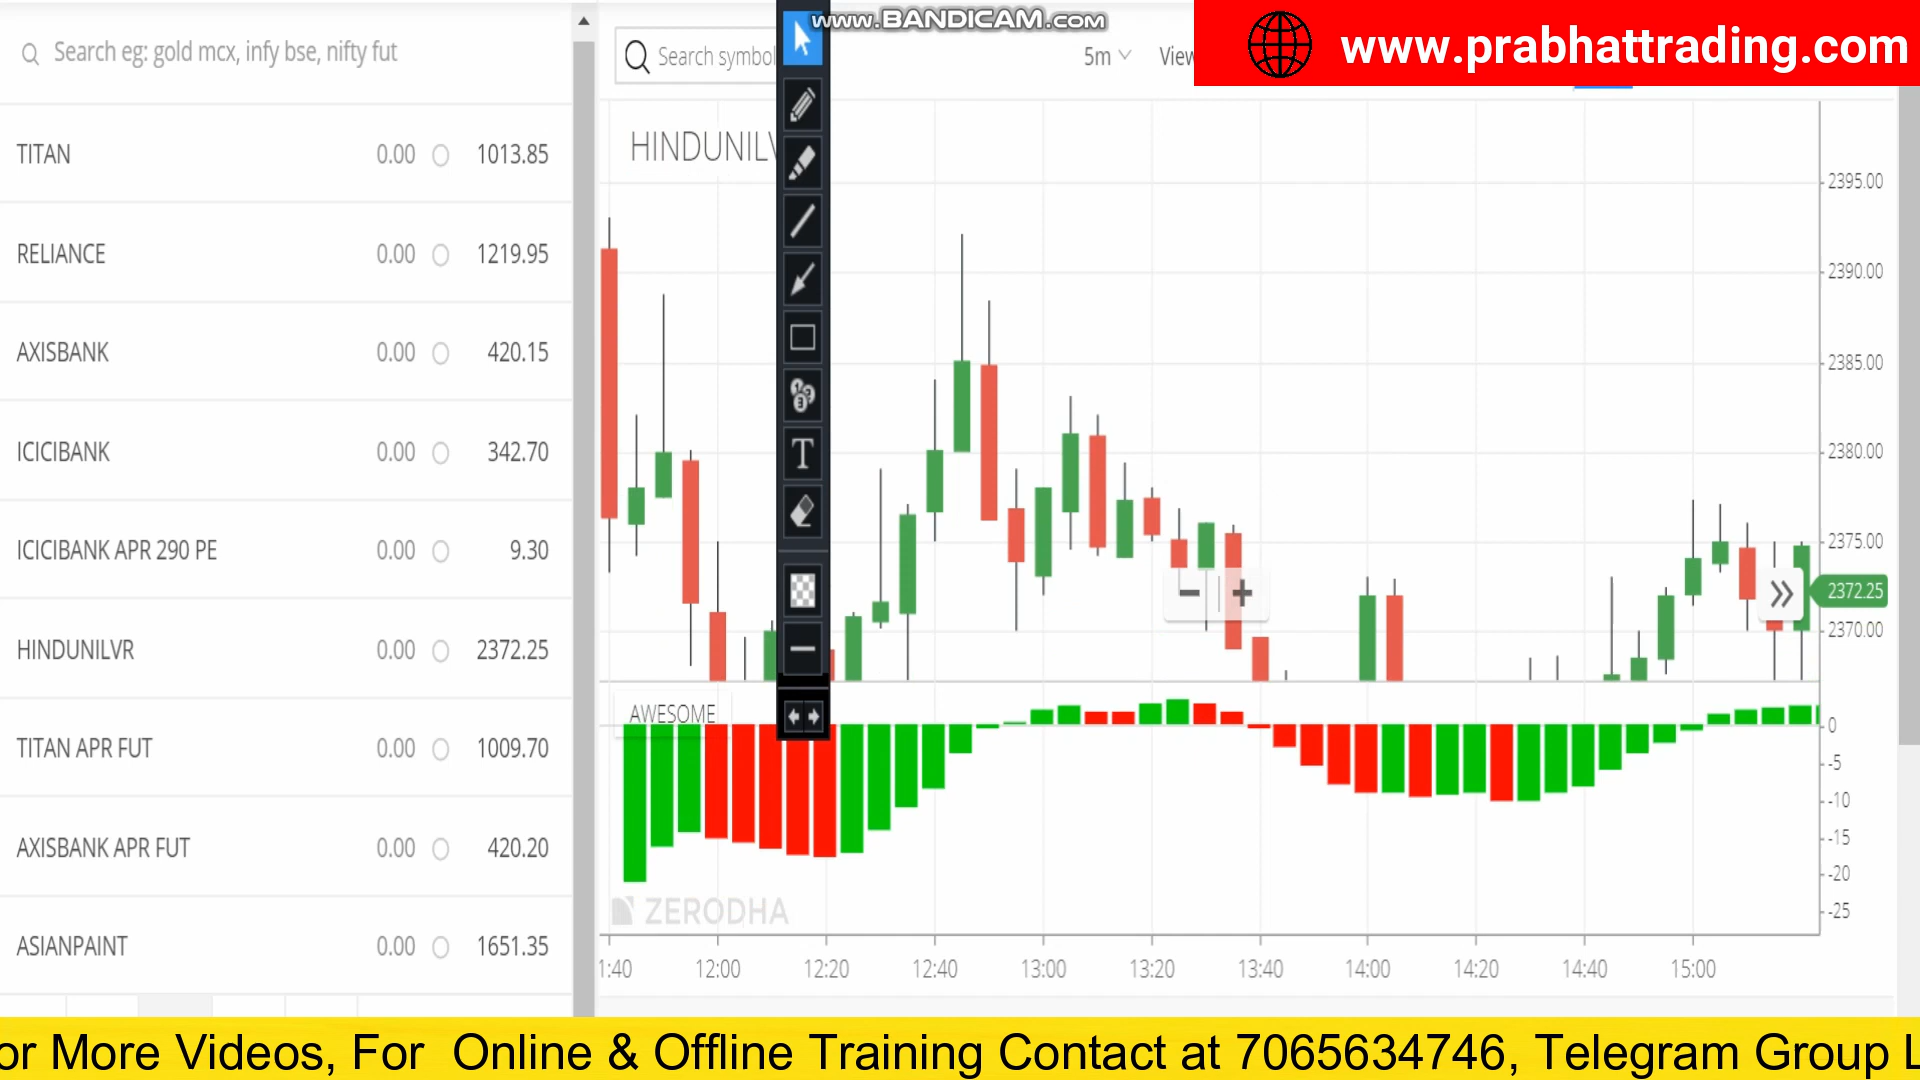 www.BANDICAM.com
www.prabhattrading.com
Search eg: gold mcx, infy bse, nifty fut
Search symbol
5m
View
TITAN 0.00 1013.85
RELIANCE 0.00 1219.95
AXISBANK 0.00 420.15
ICICIBANK 0.00 342.70
ICICIBANK APR 290 PE 0.00 9.30
HINDUNILVR 0.00 2372.25
TITAN APR FUT 0.00 1009.70
AXISBANK APR FUT 0.00 420.20
ASIANPAINT 0.00 1651.35
HINDUNILV
T
2395.00
2390.00
2385.00
2380.00
2375.00
2372.25
2370.00
AWESOME
0
-5
-10
-15
-20
-25
ZERODHA
1:40 12:00 12:20 12:40 13:00 13:20 13:40 14:00 14:20 14:40 15:00
or More Videos, For Online & Offline Training Contact at 7065634746, Telegram Group L